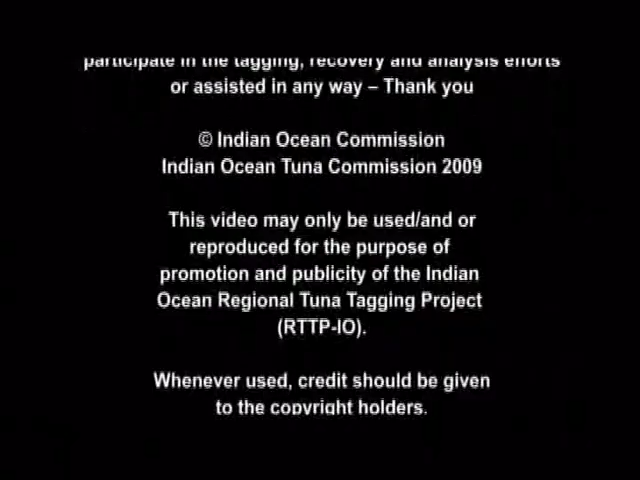 participate in the tagging, recovery and analysis efforts
or assisted in any way – Thank you
© Indian Ocean Commission
Indian Ocean Tuna Commission 2009
This video may only be used/and or
reproduced for the purpose of
promotion and publicity of the Indian
Ocean Regional Tuna Tagging Project
(RTTP-IO).
Whenever used, credit should be given
to the copyright holders.